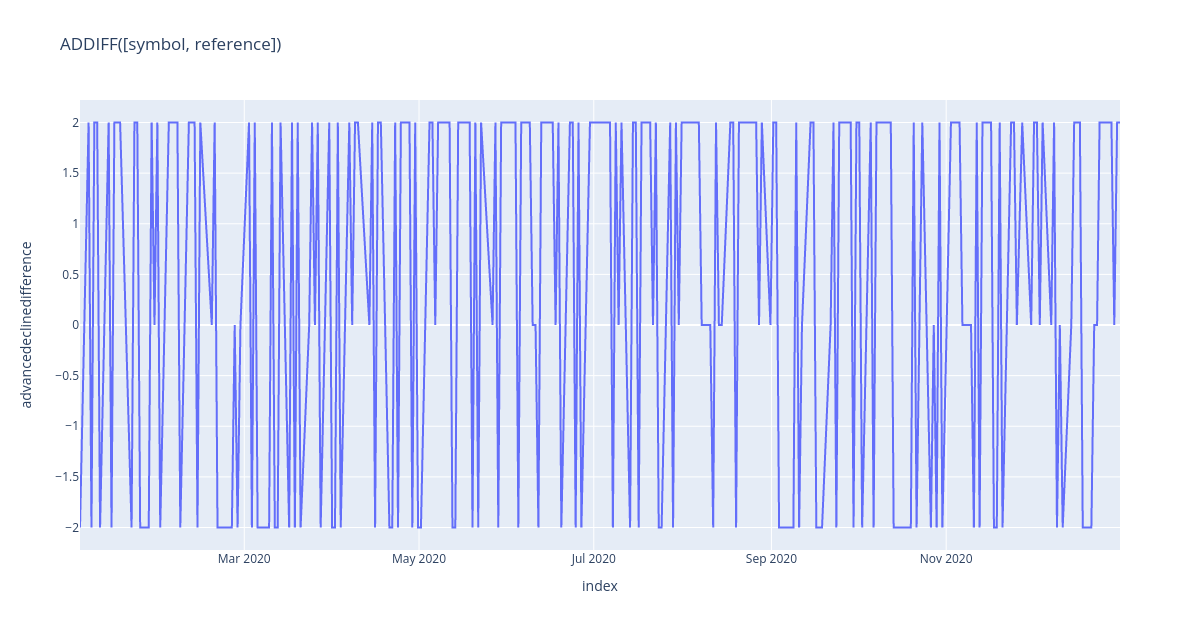 ADDIFF([symbol, reference])
2
1.5
1
0.5
0
−0.5
−1
−1.5
−2
advancedeclinedifference
Mar 2020
May 2020
Jul 2020
Sep 2020
Nov 2020
index